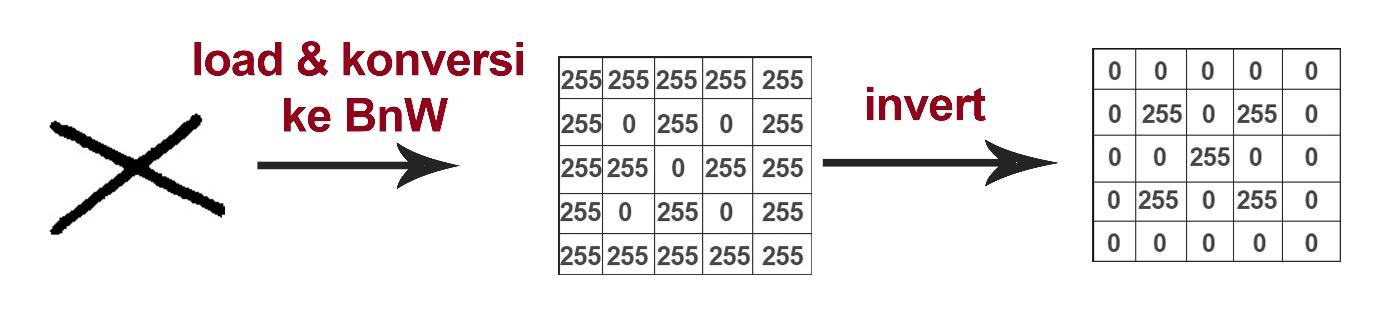 load & konversi
ke BnW
255 255 255 255 255
255 0 255 0 255
255 255 0 255 255
255 0 255 0 255
255 255 255 255 255
invert
0 0 0 0 0
0 255 0 255 0
0 0 255 0 0
0 255 0 255 0
0 0 0 0 0